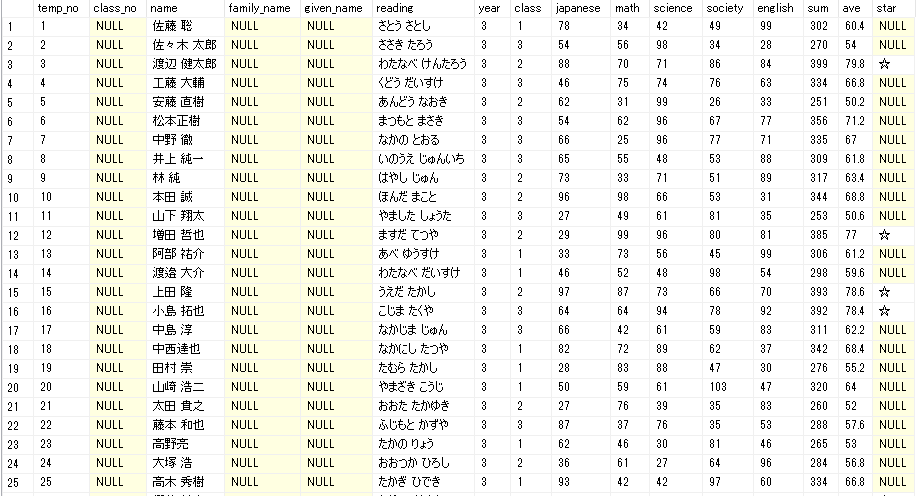 temp_no class_no name family_name given_name reading year class japanese math science society english sum ave star
1 1 NULL 佐藤 聡 NULL NULL さとう さとし 3 1 78 34 42 49 99 302 60.4 NULL
2 2 NULL 佐々木 太郎 NULL NULL ささき たろう 3 3 54 56 98 34 28 270 54 NULL
3 3 NULL 渡辺 健太郎 NULL NULL わたなべ けんたろう 3 2 88 70 71 86 84 399 79.8 ☆
4 4 NULL 工藤 大輔 NULL NULL くどう だいすけ 3 3 46 75 74 76 63 334 66.8 NULL
5 5 NULL 安藤 直樹 NULL NULL あんどう なおき 3 2 62 31 99 26 33 251 50.2 NULL
6 6 NULL 松本正樹 NULL NULL まつもと まさき 3 3 54 62 96 67 77 356 71.2 NULL
7 7 NULL 中野 徹 NULL NULL なかの とおる 3 3 66 25 96 77 71 335 67 NULL
8 8 NULL 井上 純一 NULL NULL いのうえ じゅんいち 3 3 65 55 48 53 88 309 61.8 NULL
9 9 NULL 林 純 NULL NULL はやし じゅん 3 2 73 33 71 51 89 317 63.4 NULL
10 10 NULL 本田 誠 NULL NULL ほんだ まこと 3 2 96 98 66 53 31 344 68.8 NULL
11 11 NULL 山下 翔太 NULL NULL やました しょうた 3 3 27 49 61 81 35 253 50.6 NULL
12 12 NULL 増田 哲也 NULL NULL ますだ てつや 3 2 29 99 96 80 81 385 77 ☆
13 13 NULL 阿部 祐介 NULL NULL あべ ゆうすけ 3 1 33 73 56 45 99 306 61.2 NULL
14 14 NULL 渡邉 大介 NULL NULL わたなべ だいすけ 3 1 46 52 48 98 54 298 59.6 NULL
15 15 NULL 上田 隆 NULL NULL うえだ たかし 3 2 97 87 73 66 70 393 78.6 ☆
16 16 NULL 小島 拓也 NULL NULL こじま たくや 3 3 64 64 94 78 92 392 78.4 ☆
17 17 NULL 中島 淳 NULL NULL なかじま じゅん 3 2 66 42 61 59 83 311 62.2 NULL
18 18 NULL 中西達也 NULL NULL なかにし たつや 3 1 82 72 89 62 37 342 68.4 NULL
19 19 NULL 田村 崇 NULL NULL たむら たかし 3 1 28 83 88 47 30 276 55.2 NULL
20 20 NULL 山崎 浩二 NULL NULL やまざき こうじ 3 1 50 59 61 103 47 320 64 NULL
21 21 NULL 太田 貴之 NULL NULL おおた たかゆき 3 2 27 76 39 35 83 260 52 NULL
22 22 NULL 藤本 和也 NULL NULL ふじもと かずや 3 3 87 37 76 35 53 288 57.6 NULL
23 23 NULL 高野亮 NULL NULL たかの りょう 3 1 62 46 30 81 46 265 53 NULL
24 24 NULL 大塚 浩 NULL NULL おおつか ひろし 3 2 36 61 27 64 96 284 56.8 NULL
25 25 NULL 高木 秀樹 NULL NULL たかぎ ひでき 3 1 93 42 42 97 60 334 66.8 NULL